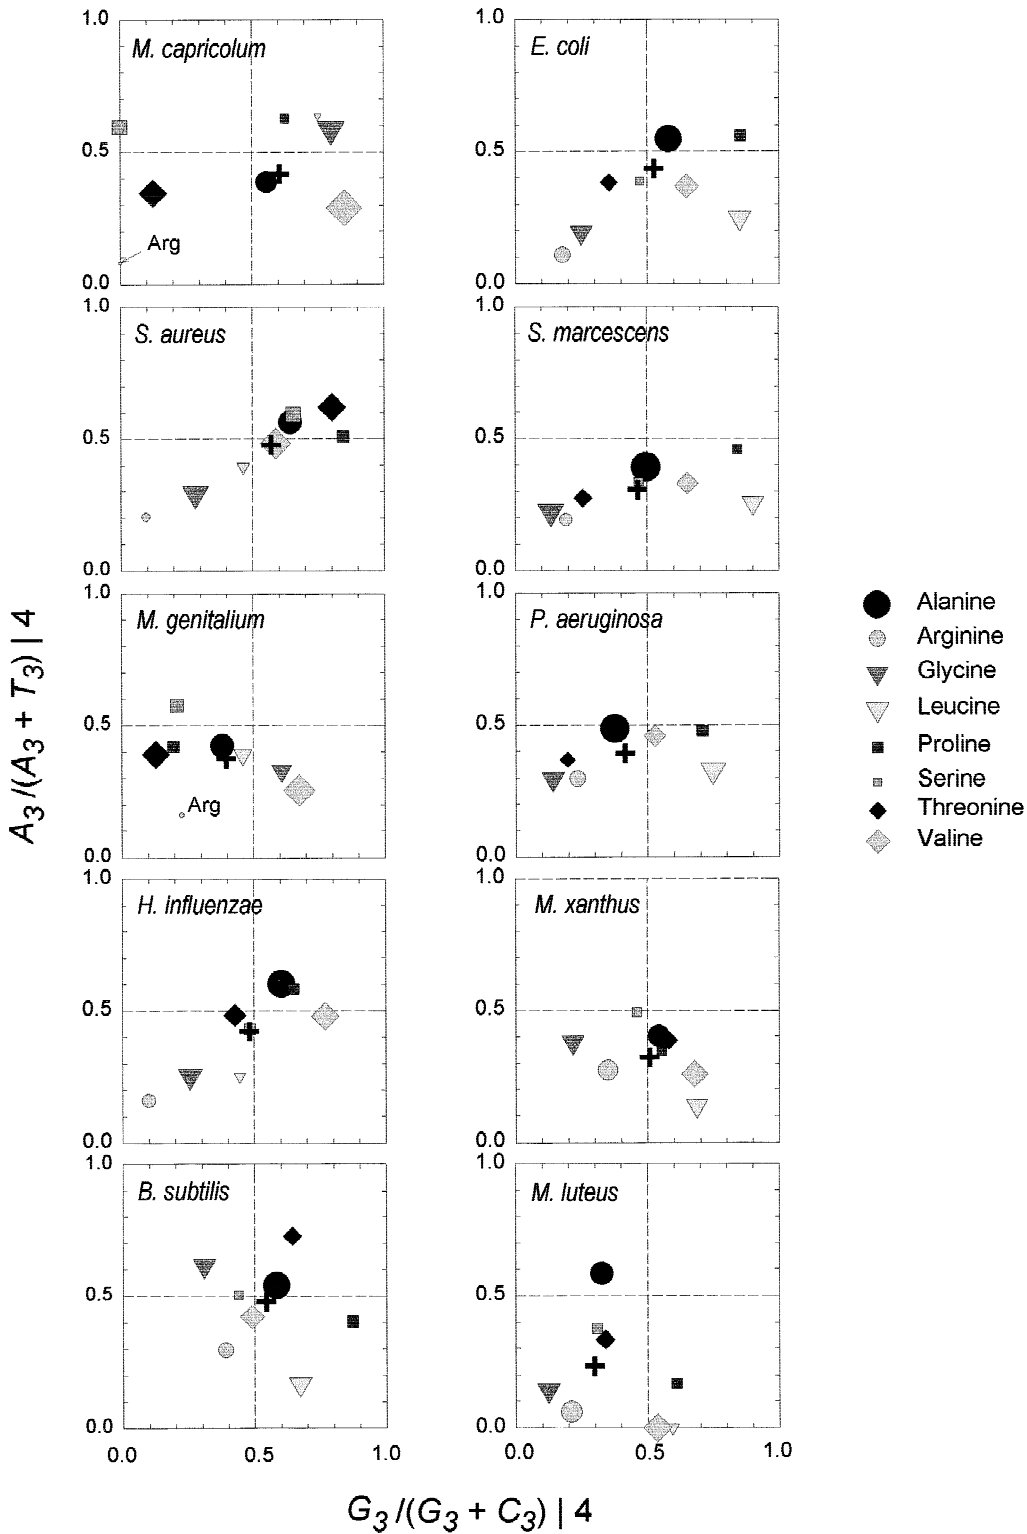 1.0
M. capricolum
0.5
Arg
0.0
1.0
E. coli
0.5
0.0
1.0
S. aureus
0.5
0.0
1.0
S. marcescens
0.5
0.0
1.0
M. genitalium
0.5
Arg
0.0
1.0
P. aeruginosa
0.5
0.0
1.0
H. influenzae
0.5
0.0
1.0
M. xanthus
0.5
0.0
1.0
B. subtilis
0.5
0.0
0.0 0.5 1.0
1.0
M. luteus
0.5
0.0
0.0 0.5 1.0
A3 /(A3 + T3) | 4
G3 /(G3 + C3) | 4
Alanine
Arginine
Glycine
Leucine
Proline
Serine
Threonine
Valine